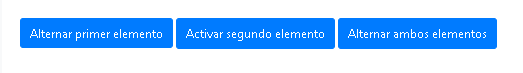 Alternar primer elemento
Activar segundo elemento
Alternar ambos elementos